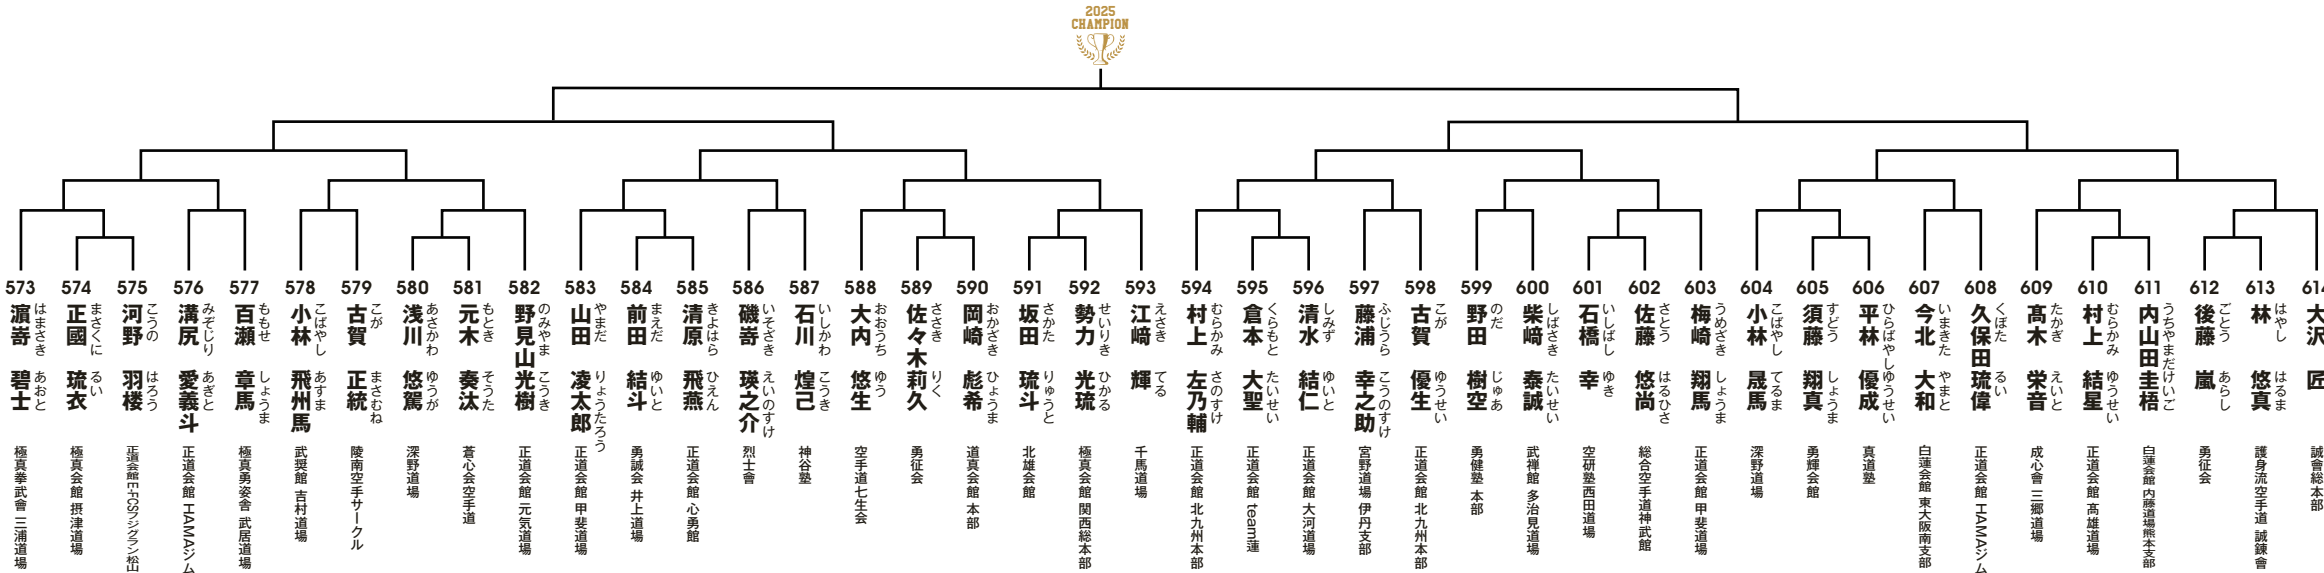 2025
CHAMPION
573
濵嵜 碧士
はまさき あおと
極真拳武會 三浦道場
574
正國 琉衣
まさくに るい
極真会館 摂津道場
575
河野 羽楼
こうの はろう
正道会館 E-FCSフジグラン松山
576
溝尻 愛義斗
みぞじり あぎと
正道会館 HAMAジム
577
百瀬 章馬
ももせ しょうま
極真勇姿舎 武居道場
578
小林 飛州馬
こばやし あすま
武奨館 吉村道場
579
古賀 正統
こが まさむね
陵南空手サークル
580
浅川 悠駕
あさかわ ゆうが
深野道場
581
元木 奏汰
もとき そうた
蒼心会空手道
582
野見山 光樹
のみやま こうき
正道会館 元気道場
583
山田 凌太郎
やまだ りょうたろう
正道会館 甲斐道場
584
前田 結斗
まえだ ゆいと
勇誠会 井上道場
585
清原 飛燕
きよはら ひえん
正道会館 心勇館
586
磯嵜 瑛之介
いそざき えいのすけ
烈士會
587
石川 煌己
いしかわ こうき
神谷塾
588
大内 悠生
おおうち ゆう
空手道七生会
589
佐々木 莉久
ささき りく
勇征会
590
岡崎 彪希
おかざき ひょうま
道真会館 本部
591
坂田 琉斗
さかた りゅうと
北雄会館
592
勢力 光琉
せいりき ひかる
極真会館 関西総本部
593
江﨑 輝
えさき てる
千馬道場
594
村上 左乃輔
むらかみ さのすけ
正道会館 北九州本部
595
倉本 大聖
くらもと たいせい
正道会館 team蓮
596
清水 結仁
しみず ゆいと
正道会館 大河道場
597
藤浦 幸之助
ふじうら こうのすけ
宮野道場 伊丹支部
598
古賀 優生
こが ゆうせい
正道会館 北九州本部
599
野田 樹空
のだ じゅあ
勇健塾 本部
600
柴﨑 泰誠
しばさき たいせい
武禅館 多治見道場
601
石橋 幸
いしばし ゆき
空研塾西田道場
602
佐藤 悠尚
さとう はるひさ
総合空手道神武館
603
梅崎 翔馬
うめざき しょうま
正道会館 甲斐道場
604
小林 晟馬
こばやし てるま
深野道場
605
須藤 翔真
すどう しょうま
勇輝会館
606
平林 優成
ひらばやし ゆうせい
真道塾
607
今北 大和
いまきた やまと
白蓮会館 東大阪南支部
608
久保田 琉偉
くぼた るい
正道会館 HAMAジム
609
髙木 栄音
たかぎ えいと
成心會 三郷道場
610
村上 結星
むらかみ ゆうせい
正道会館 髙雄道場
611
内山田 圭梧
うちやまだ けいご
白蓮会館 内藤道場熊本支部
612
後藤 嵐
ごとう あらし
勇征会
613
林 悠真
はやし はるま
護身流空手道 誠錬會
614
大沢 匠
誠會総本部